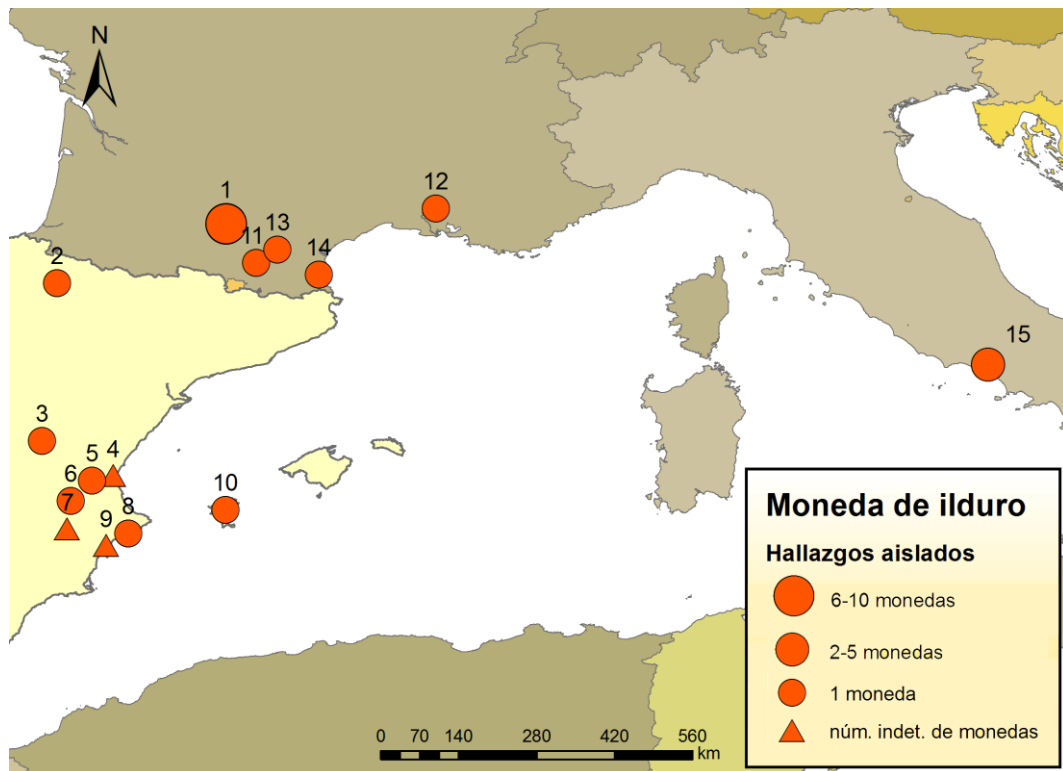 N
1
12
13
11
14
2
15
3
4
5
6
7
10
8
9
Moneda de ilduro
Hallazgos aislados
6-10 monedas
2-5 monedas
1 moneda
núm. indet. de monedas
0 70 140 280 420 560
km